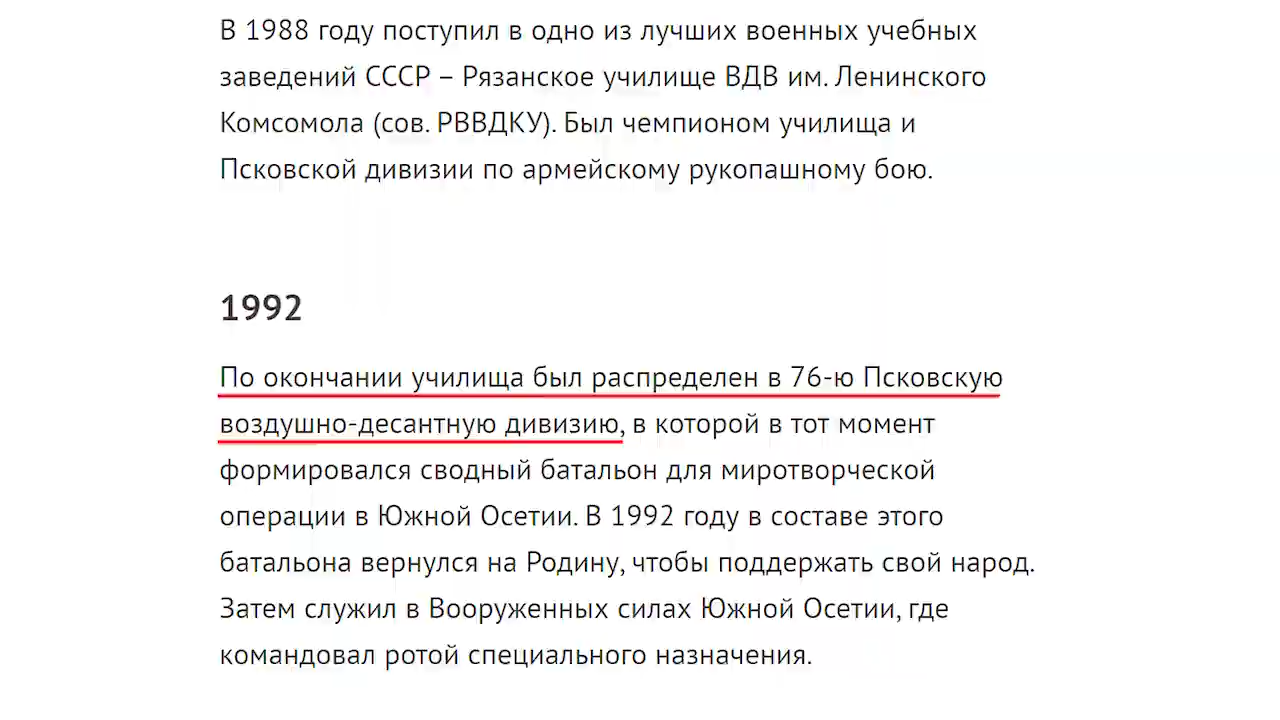 В 1988 году поступил в одно из лучших военных учебных
заведений СССР – Рязанское училище ВДВ им. Ленинского
Комсомола (сов. РВВДКУ). Был чемпионом училища и
Псковской дивизии по армейскому рукопашному бою.
1992
По окончании училища был распределен в 76-ю Псковскую
воздушно-десантную дивизию, в которой в тот момент
формировался сводный батальон для миротворческой
операции в Южной Осетии. В 1992 году в составе этого
батальона вернулся на Родину, чтобы поддержать свой народ.
Затем служил в Вооруженных силах Южной Осетии, где
командовал ротой специального назначения.